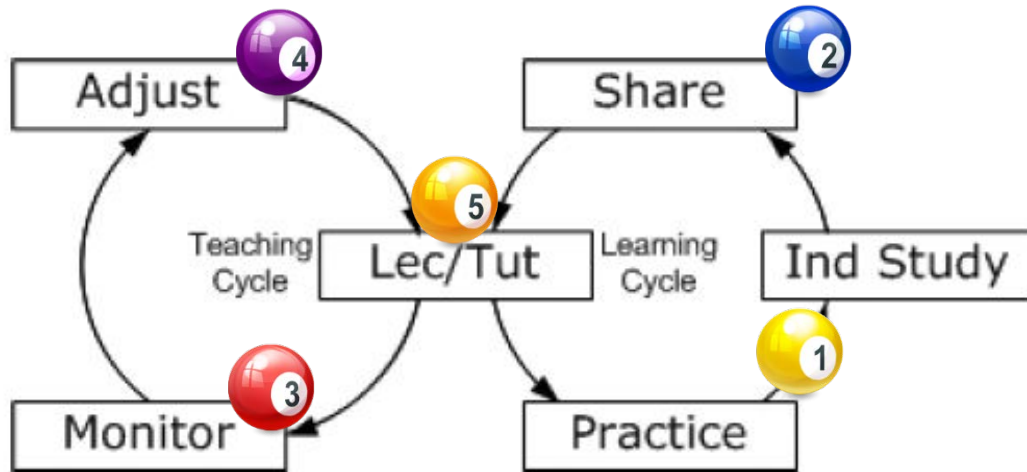 4
2
Adjust
Share
5
Teaching
Cycle
Lec/Tut
Learning
Cycle
Ind Study
3
1
Monitor
Practice